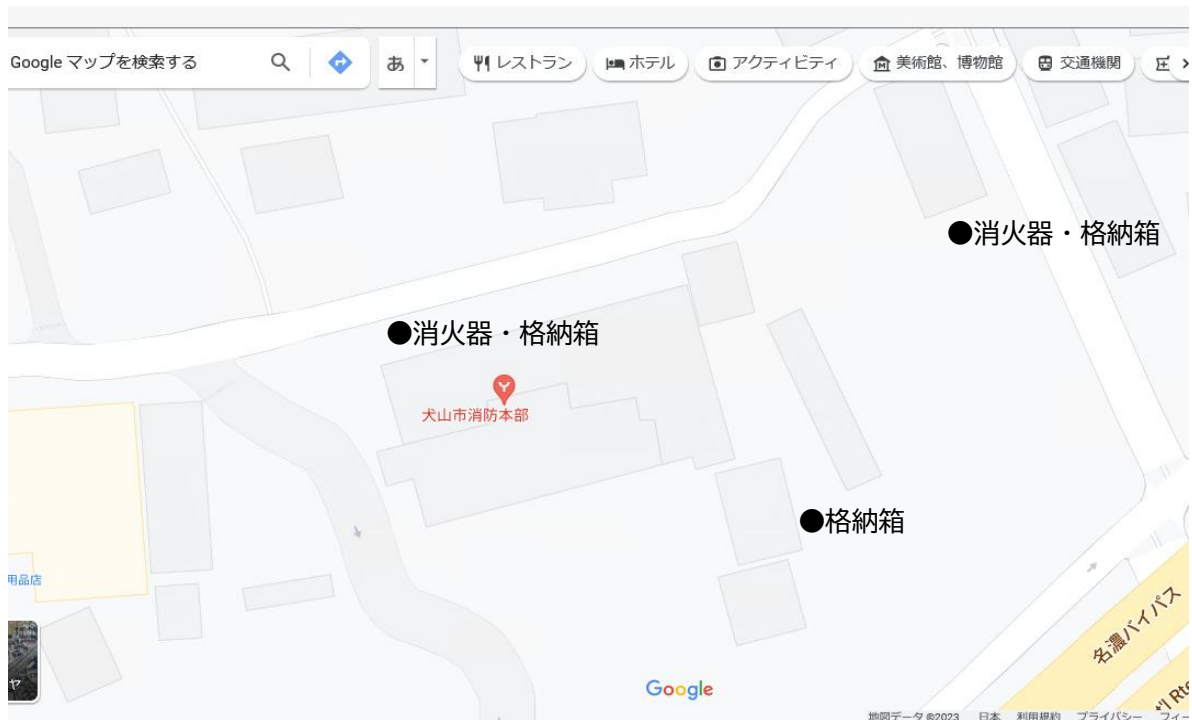 Google マップを検索する
あ
レストラン
ホテル
アクティビティ
美術館、博物館
交通機関
●消火器・格納箱
●消火器・格納箱
犬山市消防本部
●格納箱
用品店
名濃バイパス
ヤ
Google
地図データ ©2023 日本 利用規約 プライバシー フィー